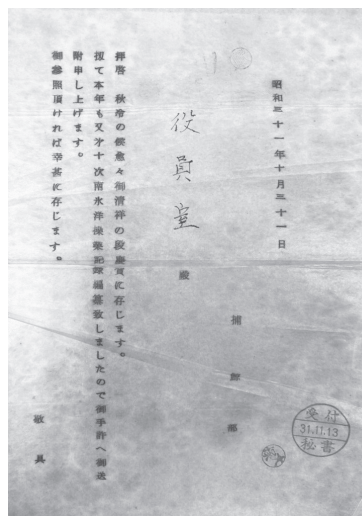 昭和三十一年十月三十一日
捕鯨部
役員室
殿
拝啓 秋冷の候愈々御清祥の段慶賀に存じます。
扨て本年も又才十次南氷洋操業記録編纂致しましたので御手許へ御送
附申し上げます。
御参照頂ければ幸甚に存じます。
敬具
受付
31.11.13
秘書